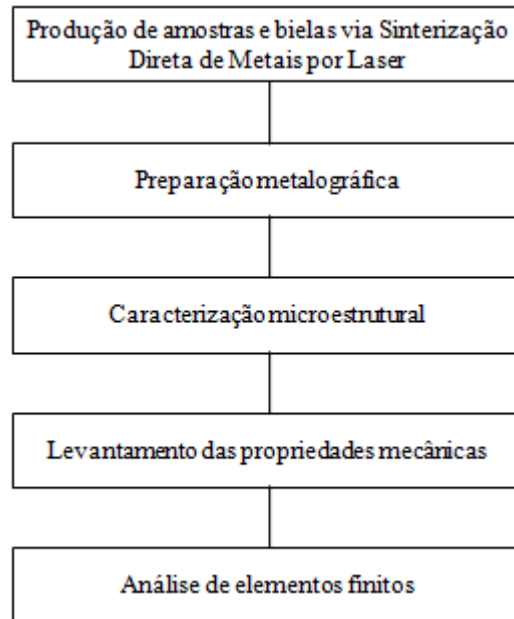 Produção de amostras e bielas via Sinterização
Direta de Metais por Laser
Preparação metalográfica
Caracterização microestrutural
Levantamento das propriedades mecânicas
Análise de elementos finitos